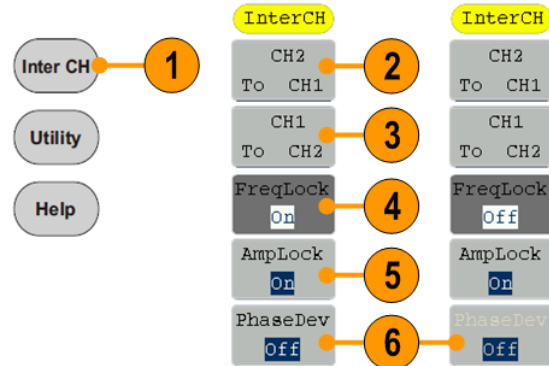 InterCH
InterCH
Inter CH
1
CH2
To CH1
2
CH2
To CH1
Utility
CH1
To CH2
3
CH1
To CH2
Help
FreqLock
On
4
FreqLock
Off
AmpLock
On
5
AmpLock
On
PhaseDev
Off
6
PhaseDev
Off